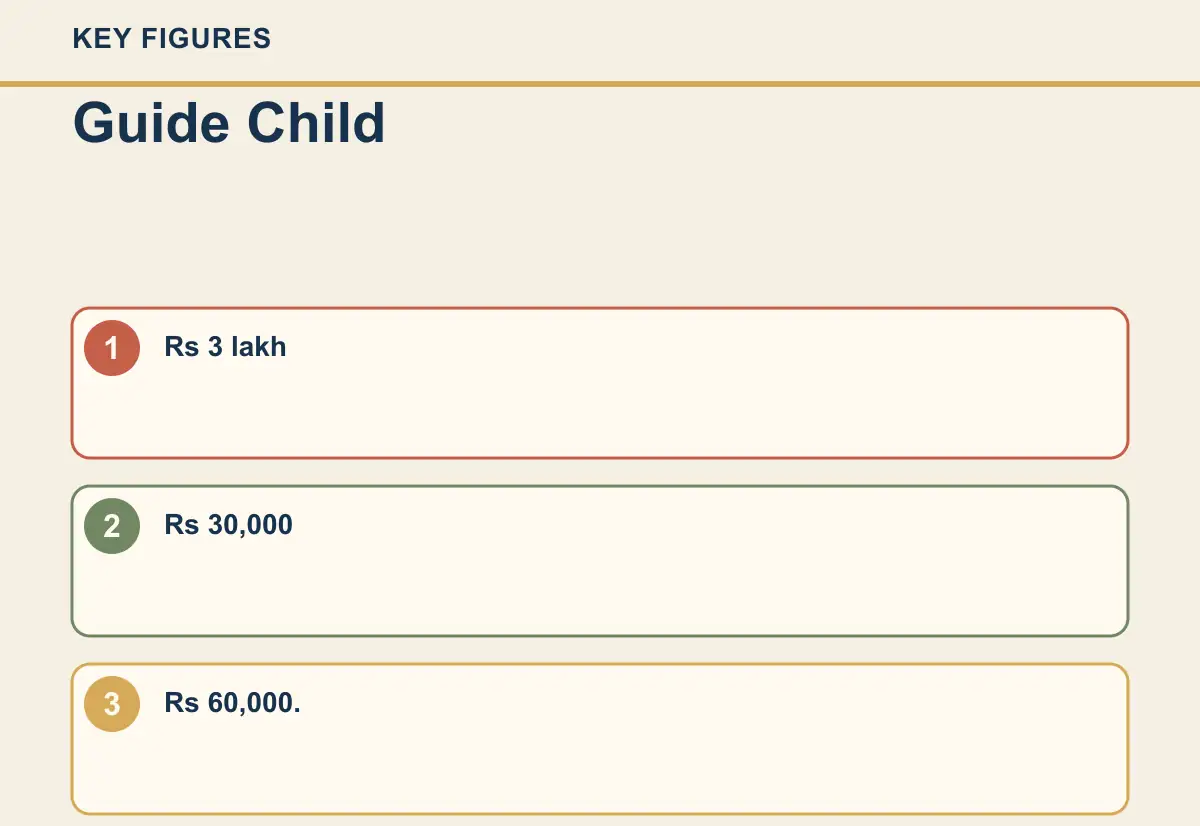 KEY FIGURES
Guide Child
1 Rs 3 lakh
2 Rs 30,000
3 Rs 60,000.